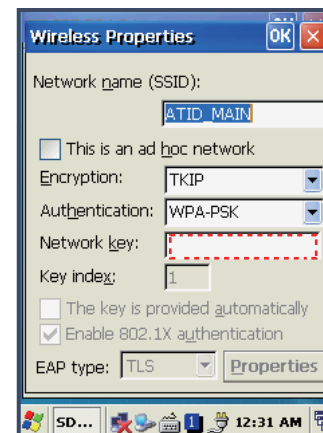 Wireless Properties OK
Network name (SSID):
ATID_MAIN
This is an ad hoc network
Encryption: TKIP
Authentication: WPA-PSK
Network key:
Key index: 1
The key is provided automatically
Enable 802.1X authentication
EAP type: TLS Properties
SD... 1 12:31 AM